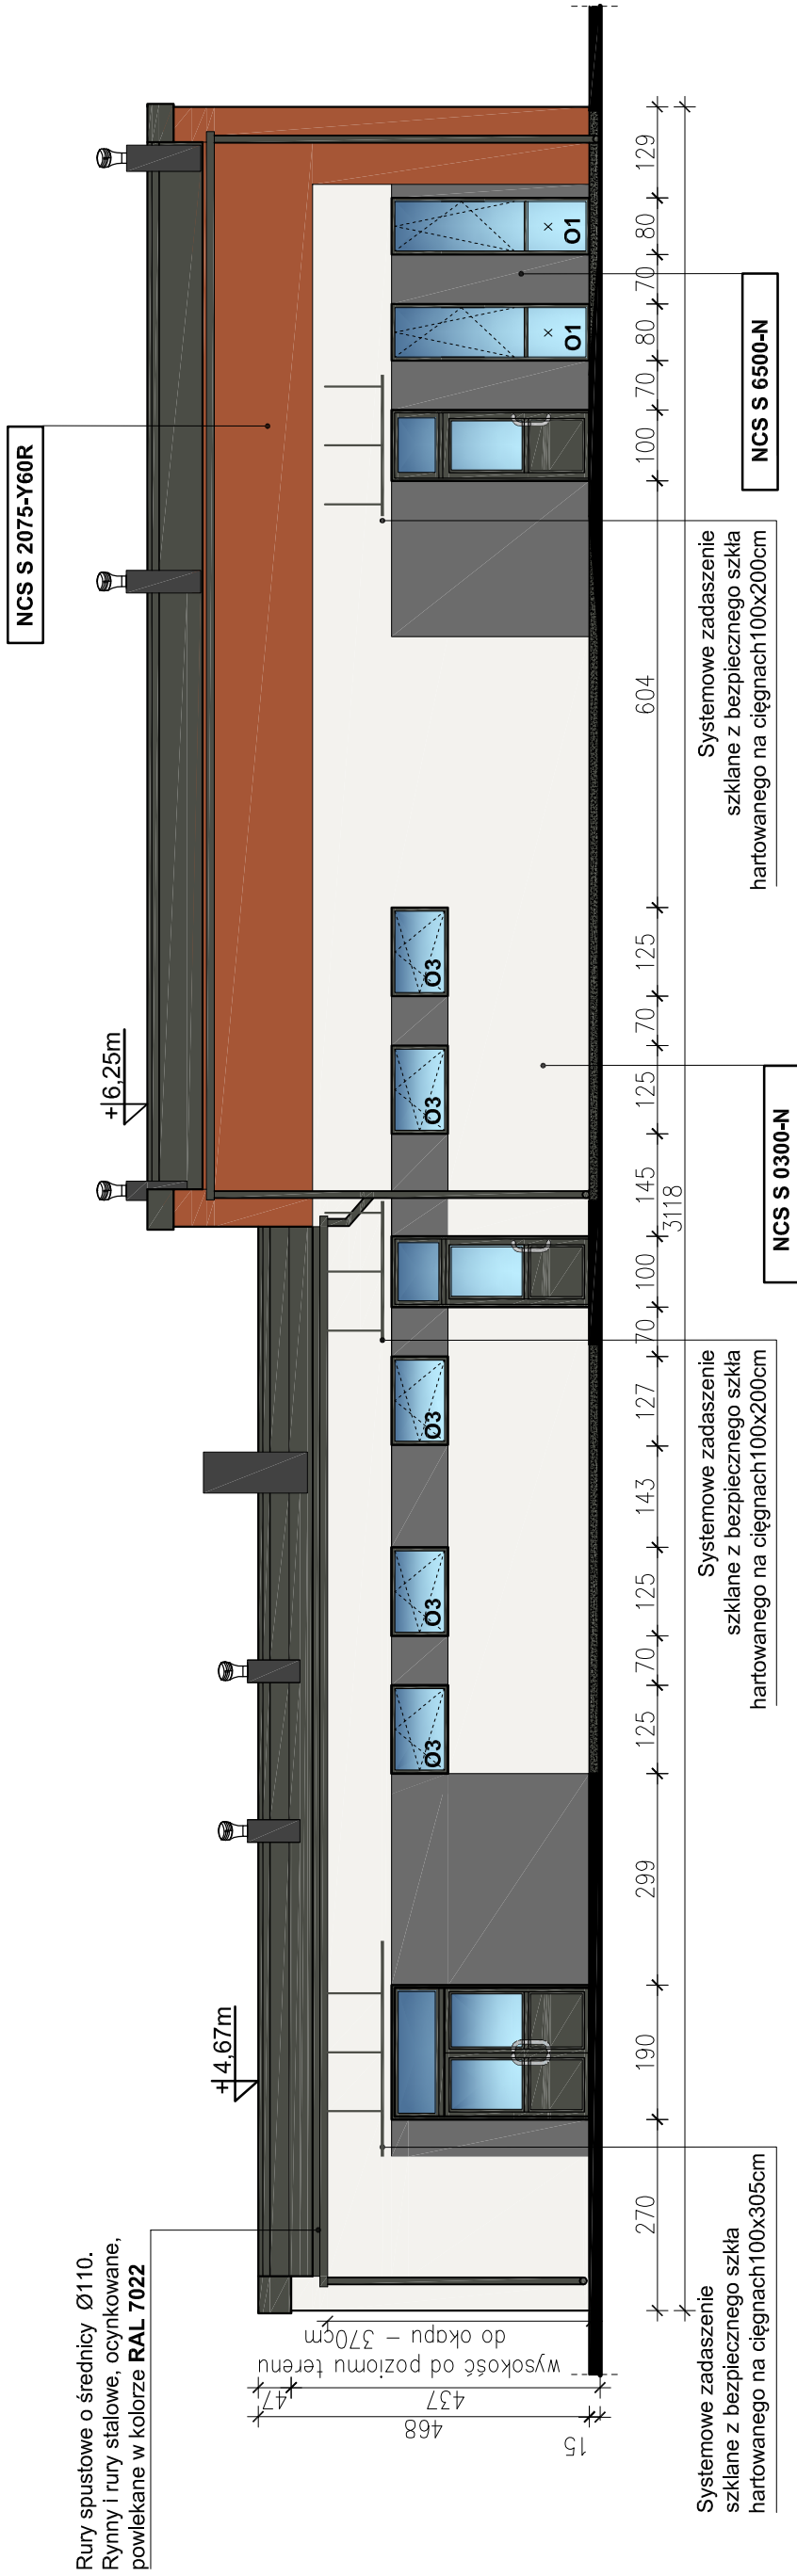 Rury spustowe o średnicy Ø110.
Rynny i rury stalowe, ocynkowane,
powlekane w kolorze RAL 7022
+4,67m
+6,25m
NCS S 2075-Y60R
47
437
468
15
wysokość od poziomu terenu
do okapu – 370cm
O3
O3
O3
O3
O3
O1
O1
270
190
299
125
70
125
143
127
70
100
145
125
70
125
604
100
70
80
70
80
129
3118
Systemowe zadaszenie
szklane z bezpiecznego szkła
hartowanego na cięgnach100x305cm
Systemowe zadaszenie
szklane z bezpiecznego szkła
hartowanego na cięgnach100x200cm
NCS S 0300-N
Systemowe zadaszenie
szklane z bezpiecznego szkła
hartowanego na cięgnach100x200cm
NCS S 6500-N